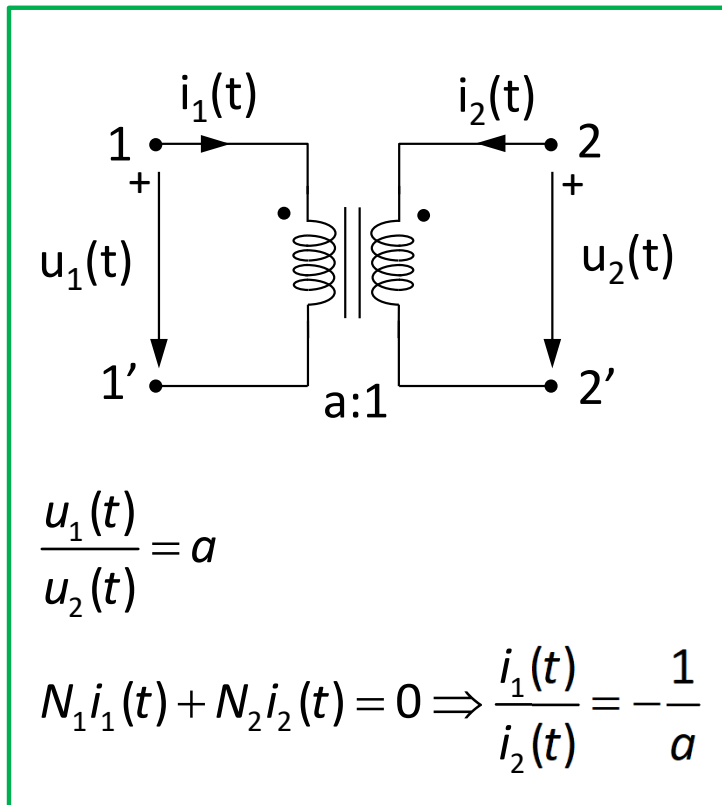 i₁(t) i₂(t)
1 2
+ +
u₁(t) u₂(t)
1’ 2’
a:1
u₁(t)/u₂(t) = a
N₁i₁(t) + N₂i₂(t) = 0 ⇒ i₁(t)/i₂(t) = − 1/a